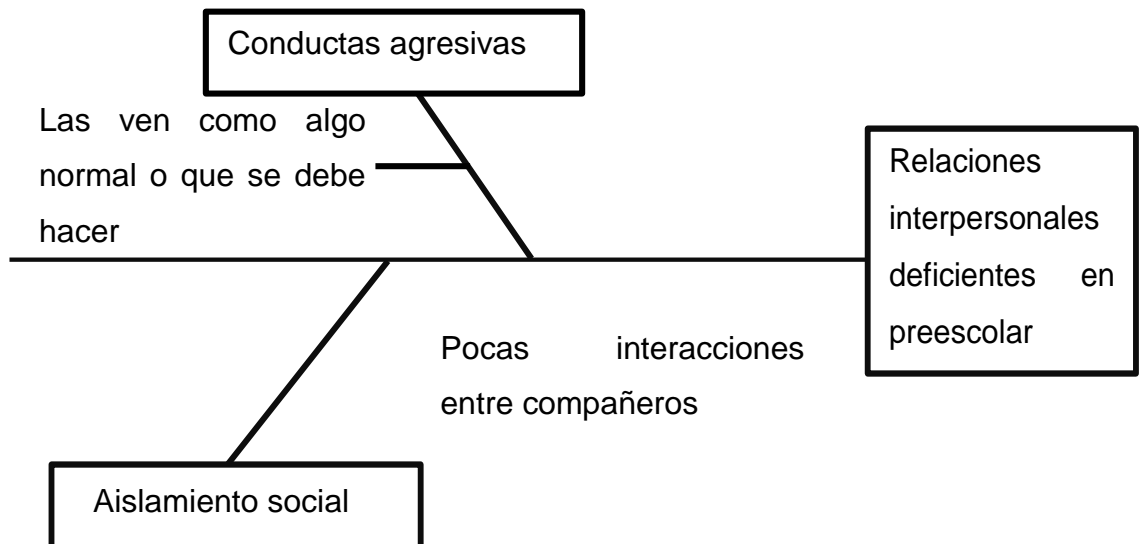 Conductas agresivas
Las ven como algo
normal o que se debe
hacer
Relaciones
interpersonales
deficientes en
preescolar
Pocas interacciones
entre compañeros
Aislamiento social